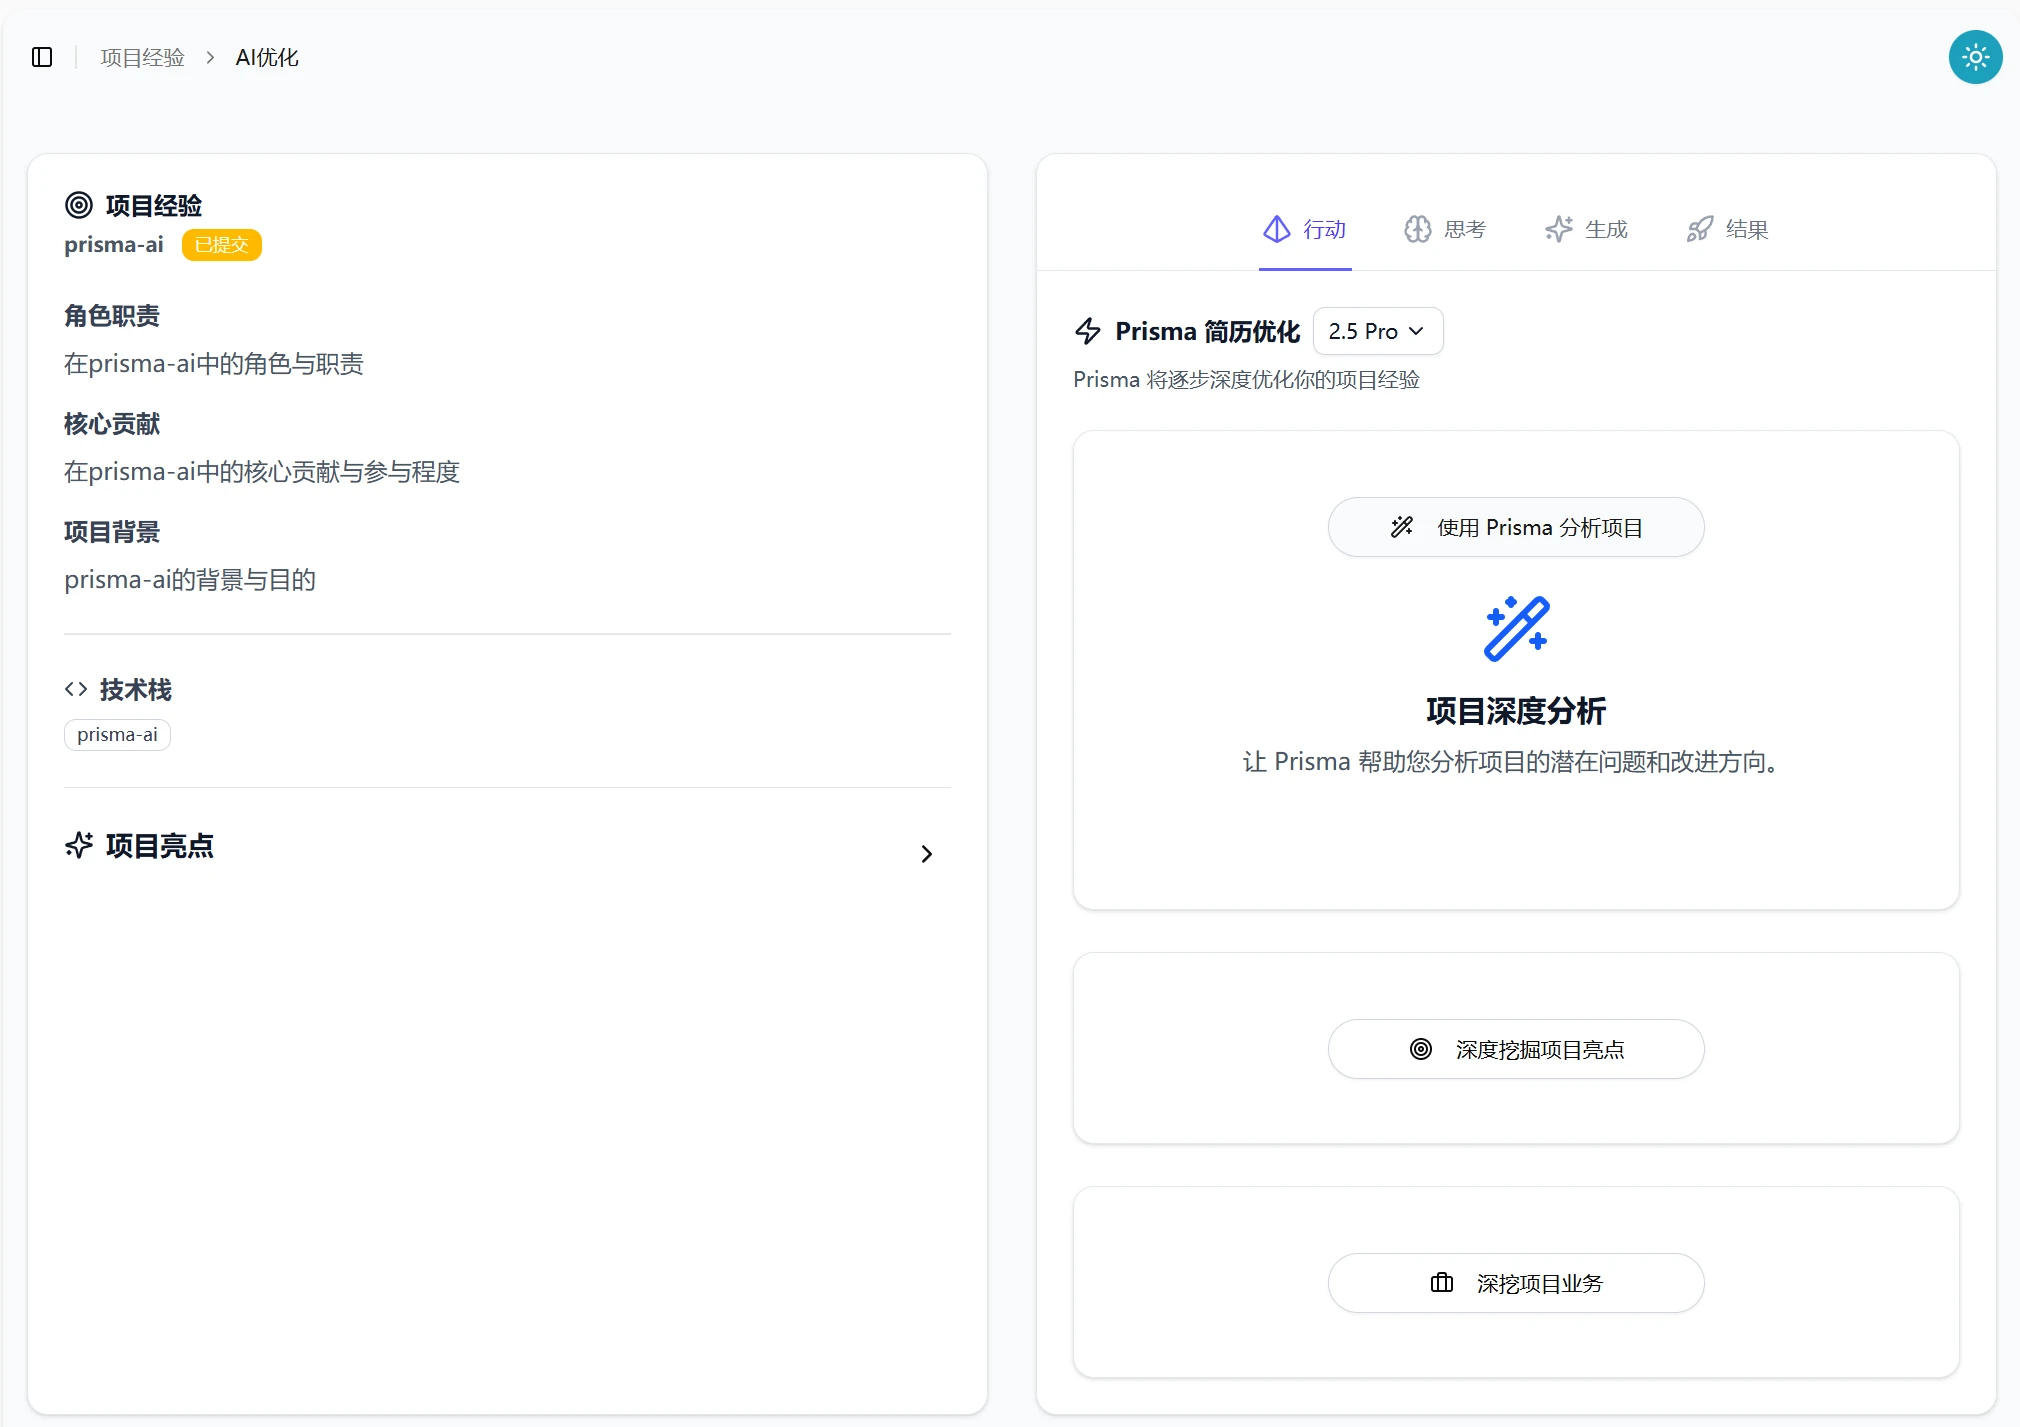 项目经验 > AI优化
项目经验
prisma-ai 已提交
角色职责
在prisma-ai中的角色与职责
核心贡献
在prisma-ai中的核心贡献与参与程度
项目背景
prisma-ai的背景与目的
技术栈
prisma-ai
项目亮点
行动 思考 生成 结果
Prisma 简历优化 2.5 Pro
Prisma 将逐步深度优化你的项目经验
使用 Prisma 分析项目
项目深度分析
让 Prisma 帮助您分析项目的潜在问题和改进方向。
深度挖掘项目亮点
深挖项目业务